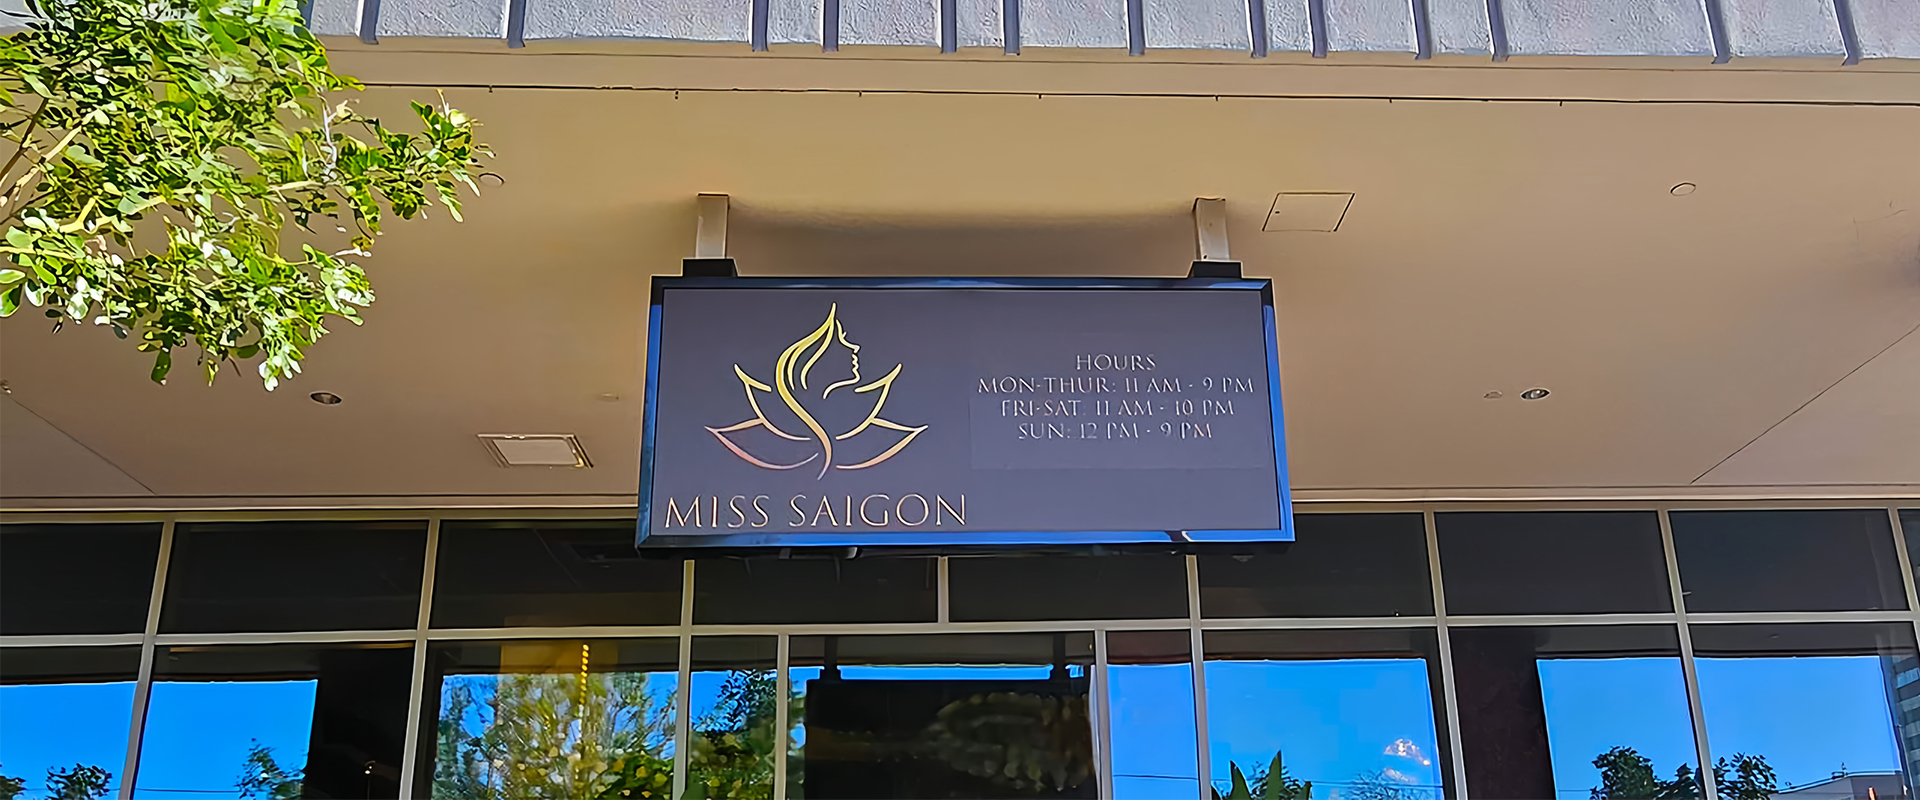 MISS SAIGON
HOURS
MON-THUR: 11 AM - 9 PM
FRI-SAT: 11 AM - 10 PM
SUN: 12 PM - 9 PM